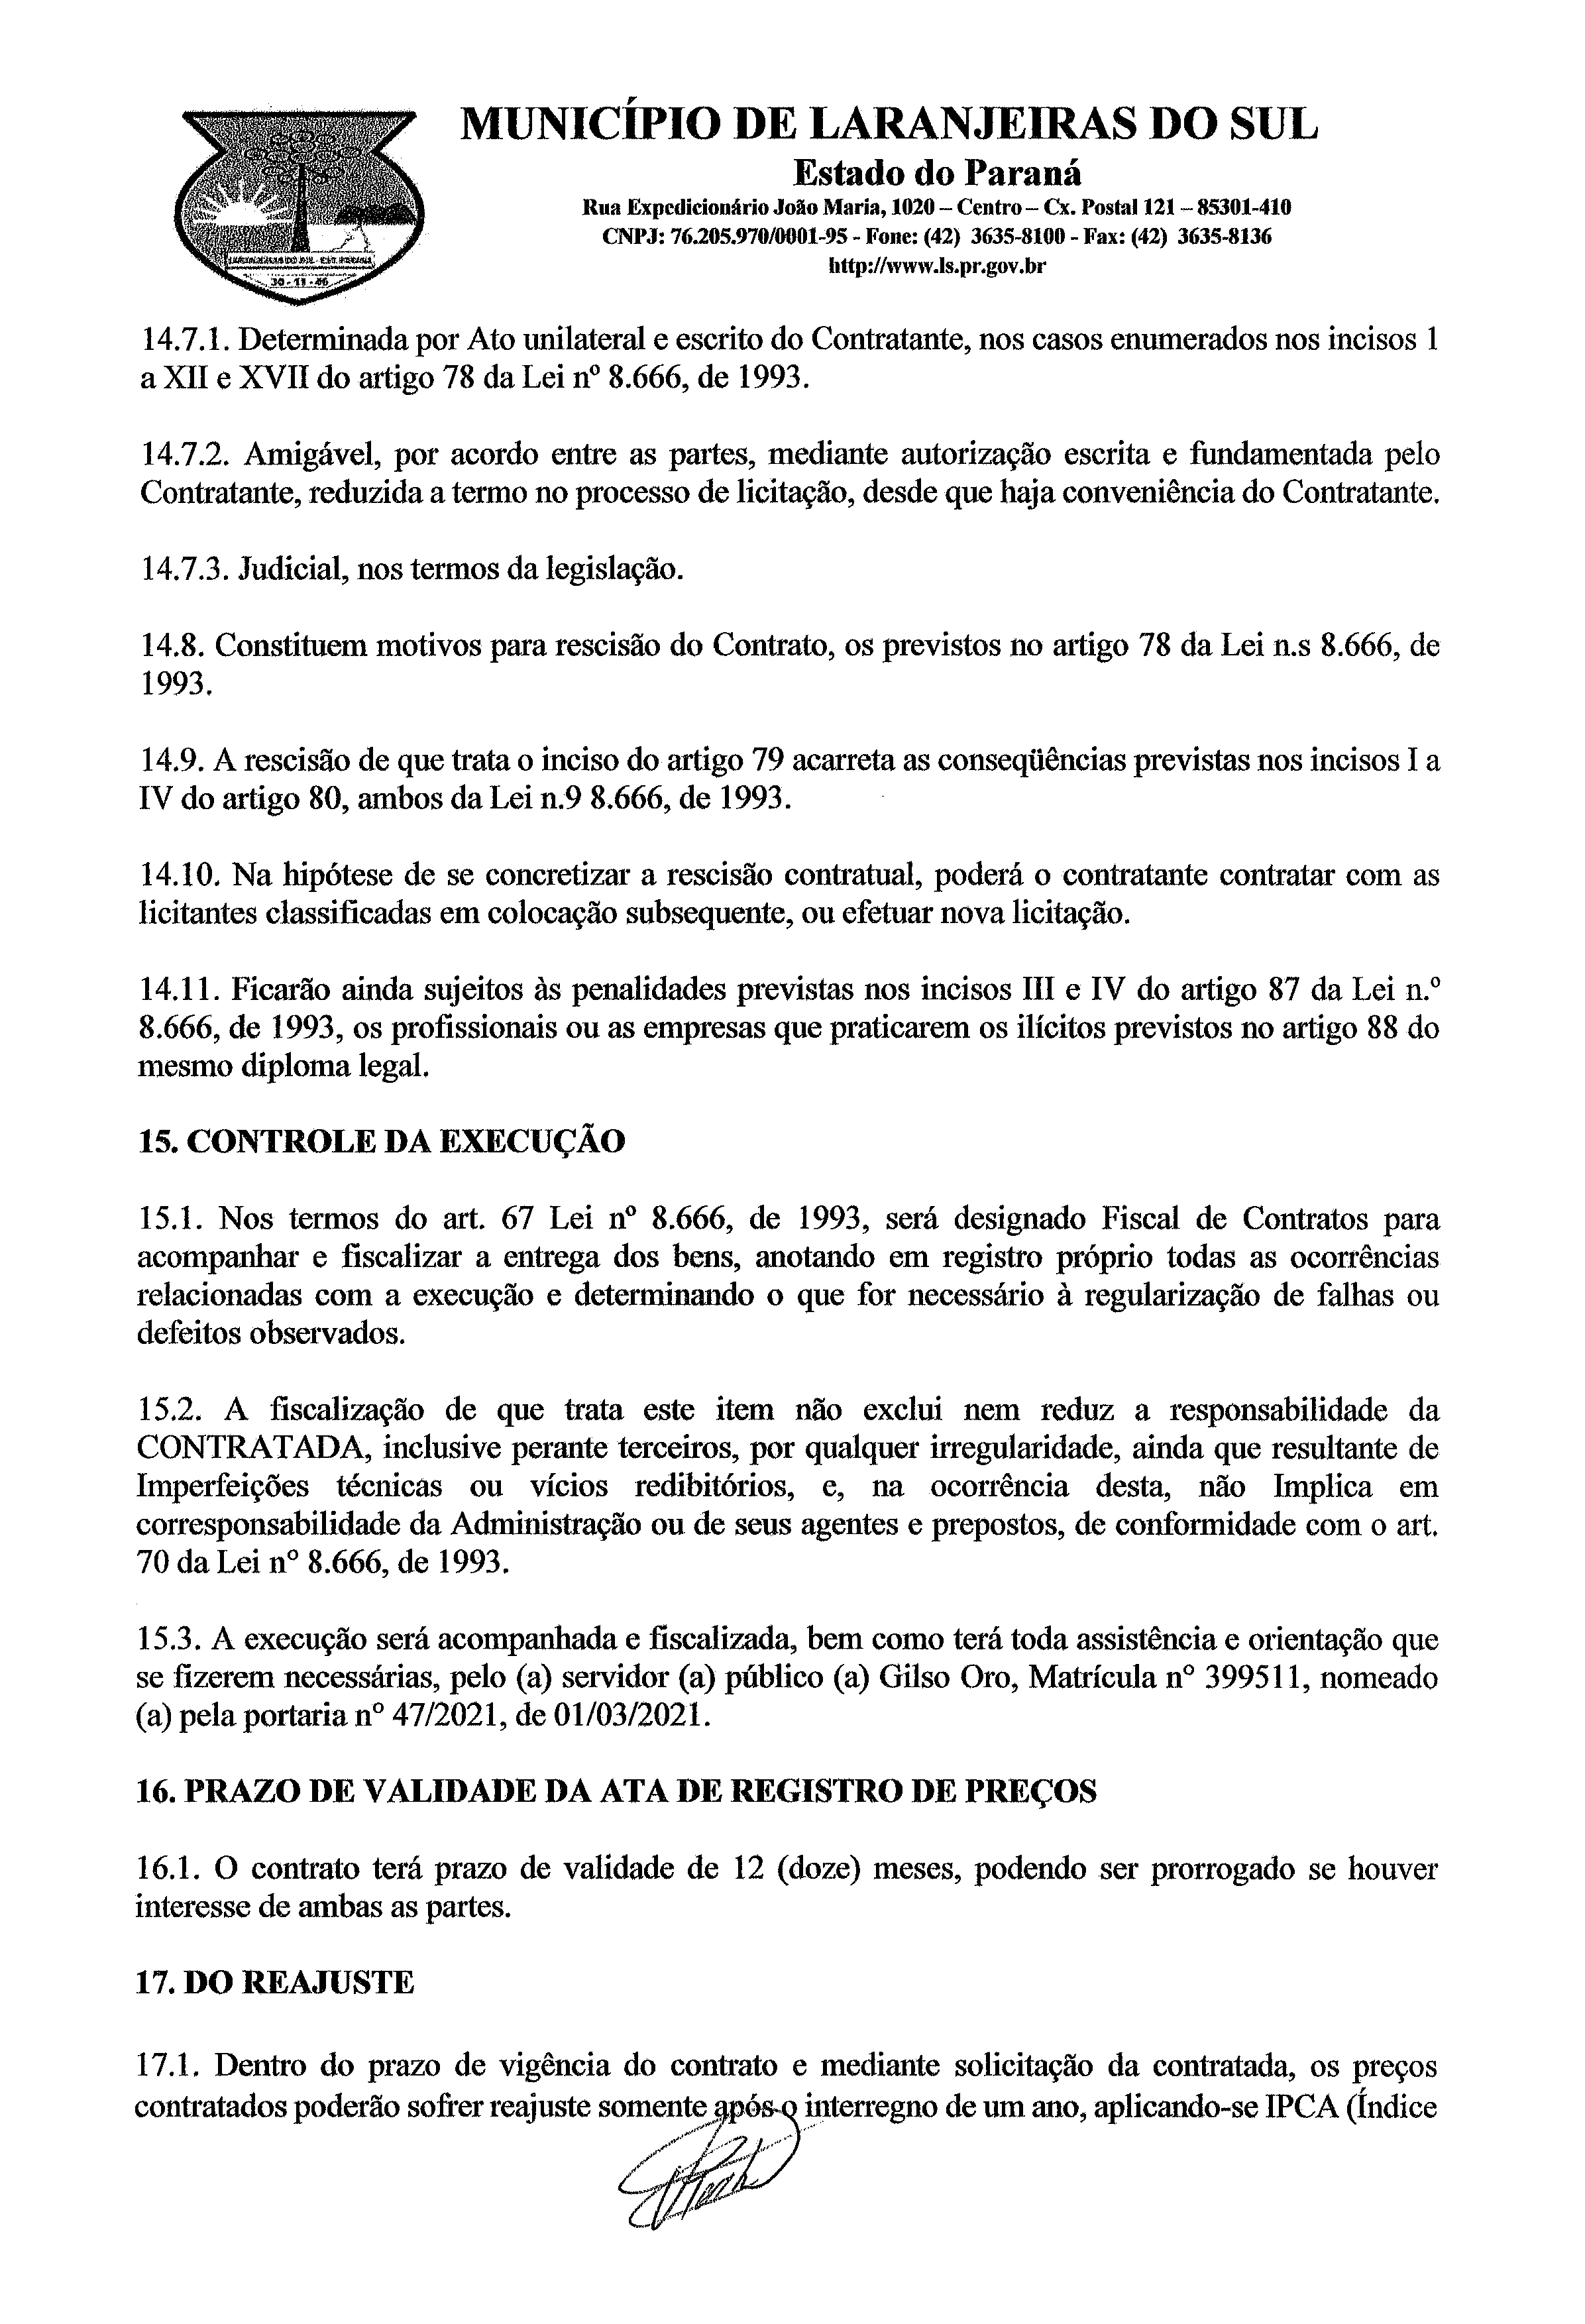 MUNICÍPIO DE LARANJEIRAS DO SUL
Estado do Paraná
Rua Expedicionário João Maria, 1020 – Centro – Cx. Postal 121 – 85301-410
CNPJ: 76.205.970/0001-95 - Fone: (42) 3635-8100 - Fax: (42) 3635-8136
http://www.ls.pr.gov.br
LARANJEIRAS DO SUL - EST. PARANÁ
30 - 11 - 46
14.7.1. Determinada por Ato unilateral e escrito do Contratante, nos casos enumerados nos incisos 1
a XII e XVII do artigo 78 da Lei nº 8.666, de 1993.
14.7.2. Amigável, por acordo entre as partes, mediante autorização escrita e fundamentada pelo
Contratante, reduzida a termo no processo de licitação, desde que haja conveniência do Contratante.
14.7.3. Judicial, nos termos da legislação.
14.8. Constituem motivos para rescisão do Contrato, os previstos no artigo 78 da Lei n.s 8.666, de
1993.
14.9. A rescisão de que trata o inciso do artigo 79 acarreta as conseqüências previstas nos incisos I a
IV do artigo 80, ambos da Lei n.9 8.666, de 1993.
14.10. Na hipótese de se concretizar a rescisão contratual, poderá o contratante contratar com as
licitantes classificadas em colocação subsequente, ou efetuar nova licitação.
14.11. Ficarão ainda sujeitos às penalidades previstas nos incisos III e IV do artigo 87 da Lei n.º
8.666, de 1993, os profissionais ou as empresas que praticarem os ilícitos previstos no artigo 88 do
mesmo diploma legal.
15. CONTROLE DA EXECUÇÃO
15.1. Nos termos do art. 67 Lei nº 8.666, de 1993, será designado Fiscal de Contratos para
acompanhar e fiscalizar a entrega dos bens, anotando em registro próprio todas as ocorrências
relacionadas com a execução e determinando o que for necessário à regularização de falhas ou
defeitos observados.
15.2. A fiscalização de que trata este item não exclui nem reduz a responsabilidade da
CONTRATADA, inclusive perante terceiros, por qualquer irregularidade, ainda que resultante de
Imperfeições técnicas ou vícios redibitórios, e, na ocorrência desta, não Implica em
corresponsabilidade da Administração ou de seus agentes e prepostos, de conformidade com o art.
70 da Lei nº 8.666, de 1993.
15.3. A execução será acompanhada e fiscalizada, bem como terá toda assistência e orientação que
se fizerem necessárias, pelo (a) servidor (a) público (a) Gilso Oro, Matrícula nº 399511, nomeado
(a) pela portaria nº 47/2021, de 01/03/2021.
16. PRAZO DE VALIDADE DA ATA DE REGISTRO DE PREÇOS
16.1. O contrato terá prazo de validade de 12 (doze) meses, podendo ser prorrogado se houver
interesse de ambas as partes.
17. DO REAJUSTE
17.1. Dentro do prazo de vigência do contrato e mediante solicitação da contratada, os preços
contratados poderão sofrer reajuste somente após o interregno de um ano, aplicando-se IPCA (Índice